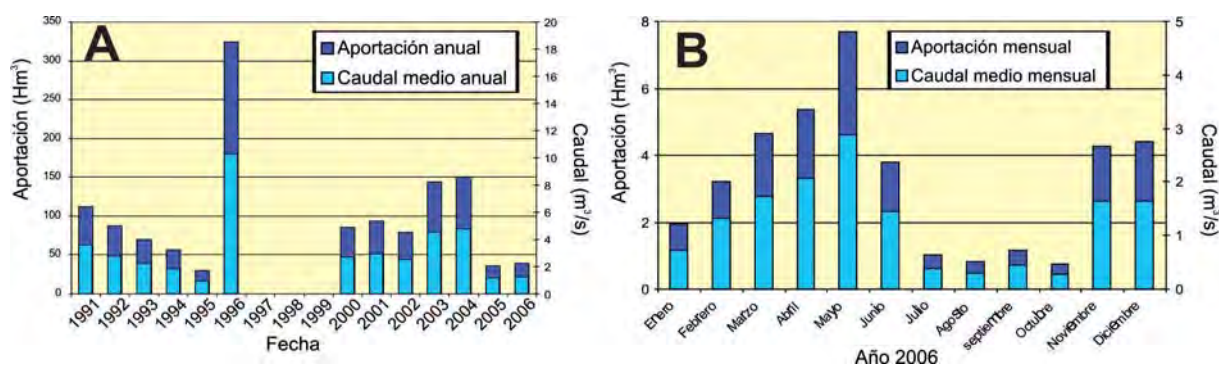 A
Aportación anual
Caudal medio anual
Aportación (Hm³)
350
300
250
200
150
100
50
0
Caudal (m³/s)
20
18
16
14
12
10
8
6
4
2
0
1991
1992
1993
1994
1995
1996
1997
1998
1999
2000
2001
2002
2003
2004
2005
2006
Fecha
B
Aportación mensual
Caudal medio mensual
Aportación (Hm³)
8
6
4
2
0
Caudal (m³/s)
5
4
3
2
1
0
Enero
Febrero
Marzo
Abril
Mayo
Junio
Julio
Agosto
septiembre
Octubre
Noviembre
Diciembre
Año 2006